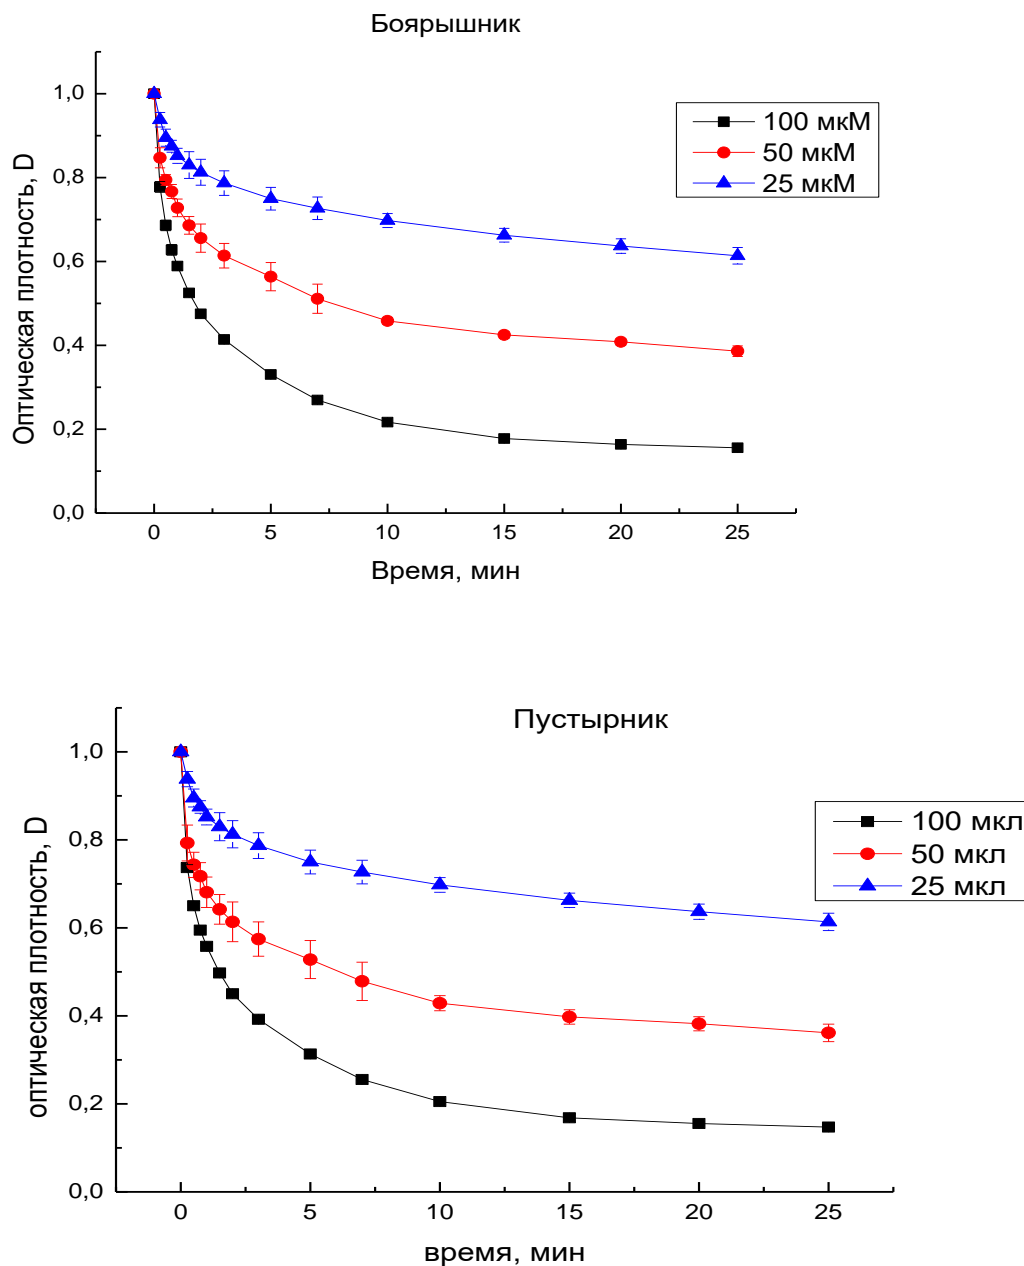 Боярышник
Оптическая плотность, D
1,0
0,8
0,6
0,4
0,2
0,0
100 мкМ
50 мкМ
25 мкМ
0 5 10 15 20 25
Время, мин
Пустырник
оптическая плотность, D
1,0
0,8
0,6
0,4
0,2
0,0
100 мкл
50 мкл
25 мкл
0 5 10 15 20 25
время, мин